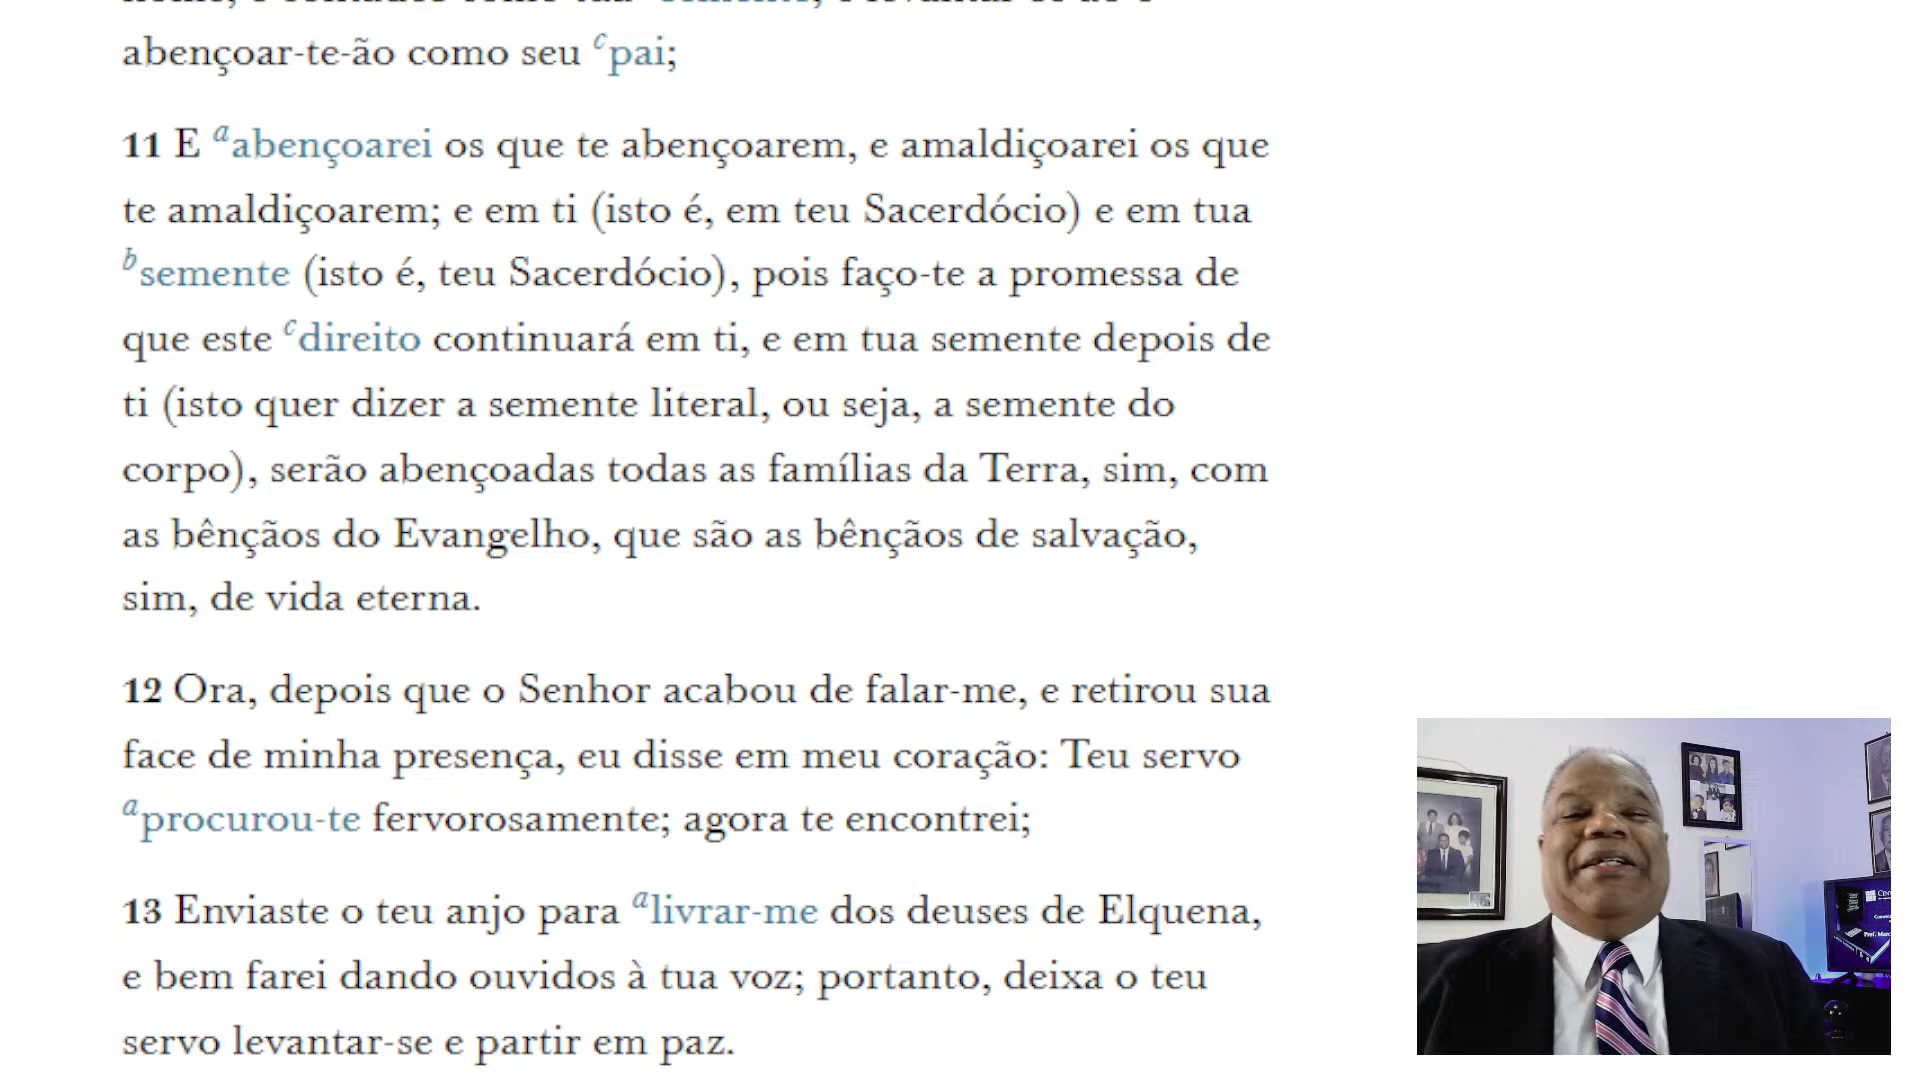 abençoar-te-ão como seu ᶜpai;
11 E ᵃabençoarei os que te abençoarem, e amaldiçoarei os que
te amaldiçoarem; e em ti (isto é, em teu Sacerdócio) e em tua
ᵇsemente (isto é, teu Sacerdócio), pois faço-te a promessa de
que este ᶜdireito continuará em ti, e em tua semente depois de
ti (isto quer dizer a semente literal, ou seja, a semente do
corpo), serão abençoadas todas as famílias da Terra, sim, com
as bênçãos do Evangelho, que são as bênçãos de salvação,
sim, de vida eterna.
12 Ora, depois que o Senhor acabou de falar-me, e retirou sua
face de minha presença, eu disse em meu coração: Teu servo
ᵃprocurou-te fervorosamente; agora te encontrei;
13 Enviaste o teu anjo para ᵃlivrar-me dos deuses de Elquena,
e bem farei dando ouvidos à tua voz; portanto, deixa o teu
servo levantar-se e partir em paz.
Prof.